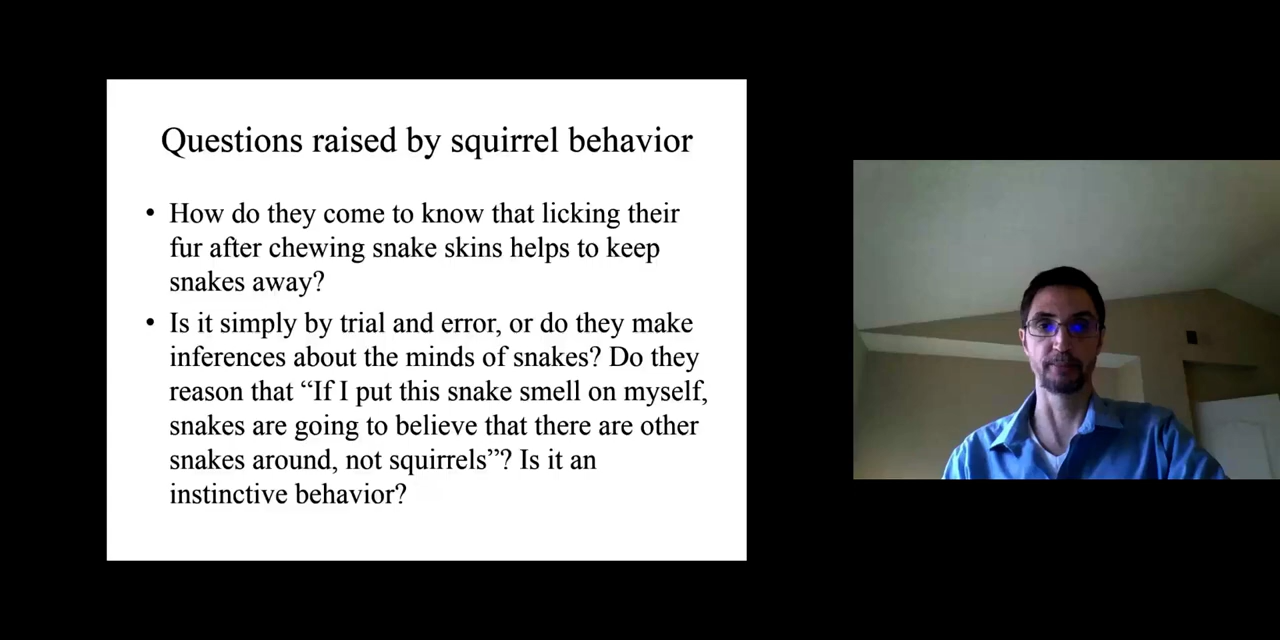 Questions raised by squirrel behavior
• How do they come to know that licking their
fur after chewing snake skins helps to keep
snakes away?
• Is it simply by trial and error, or do they make
inferences about the minds of snakes? Do they
reason that “If I put this snake smell on myself,
snakes are going to believe that there are other
snakes around, not squirrels”? Is it an
instinctive behavior?